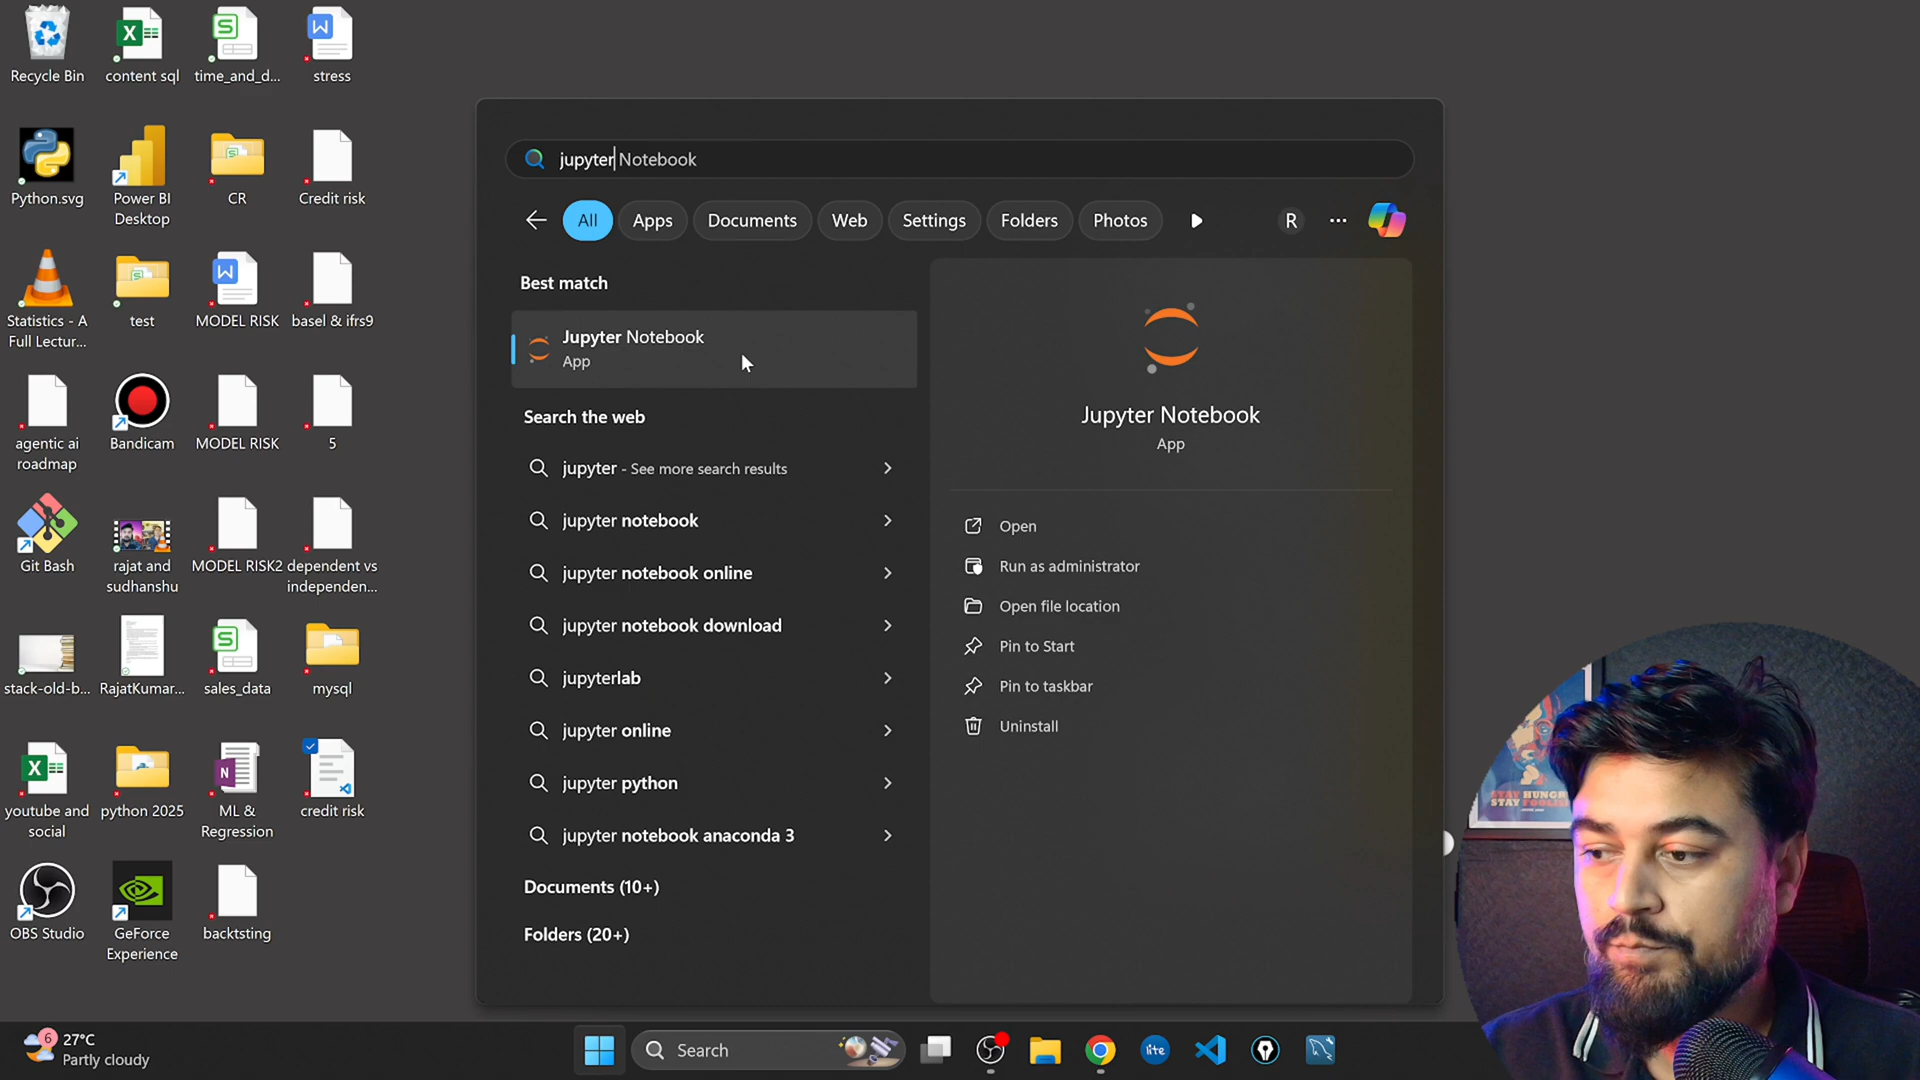 Recycle Bin
content sql
time_and_d...
stress
Python.svg
Power BI
Desktop
CR
Credit risk
Statistics - A
Full Lectur...
test
MODEL RISK
basel & ifrs9
agentic ai
roadmap
Bandicam
MODEL RISK
5
Git Bash
rajat and
sudhanshu
MODEL RISK2
dependent vs
independen...
stack-old-b...
RajatKumar...
sales_data
mysql
youtube and
social
python 2025
ML &
Regression
credit risk
OBS Studio
GeForce
Experience
backtsting
jupyter Notebook
All
Apps
Documents
Web
Settings
Folders
Photos
R
Best match
Jupyter Notebook
App
Search the web
jupyter - See more search results
jupyter notebook
jupyter notebook online
jupyter notebook download
jupyterlab
jupyter online
jupyter python
jupyter notebook anaconda 3
Documents (10+)
Folders (20+)
Jupyter Notebook
App
Open
Run as administrator
Open file location
Pin to Start
Pin to taskbar
Uninstall
STAY HUNGRY
STAY FOOLISH
6
27°C
Partly cloudy
Search
lite